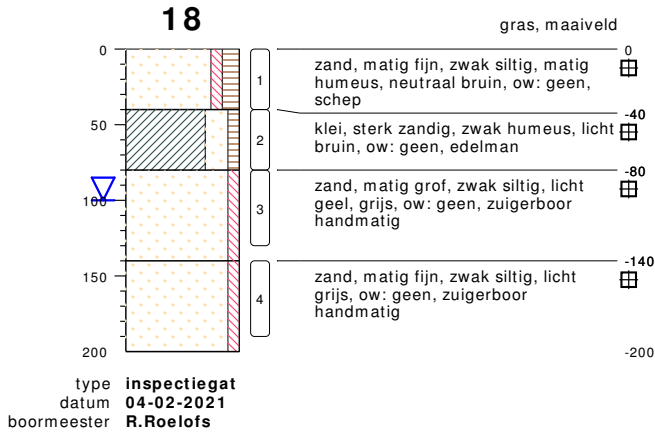 18
gras, maaiveld
0
0
zand, matig fijn, zwak siltig, matig
humeus, neutraal bruin, ow: geen,
schep
1
-40
50
klei, sterk zandig, zwak humeus, licht
bruin, ow: geen, edelman
2
-80
100
zand, matig grof, zwak siltig, licht
geel, grijs, ow: geen, zuigerboor
handmatig
3
-140
150
zand, matig fijn, zwak siltig, licht
grijs, ow: geen, zuigerboor
handmatig
4
200
-200
type inspectiegat
datum 04-02-2021
boormeester R.Roelofs